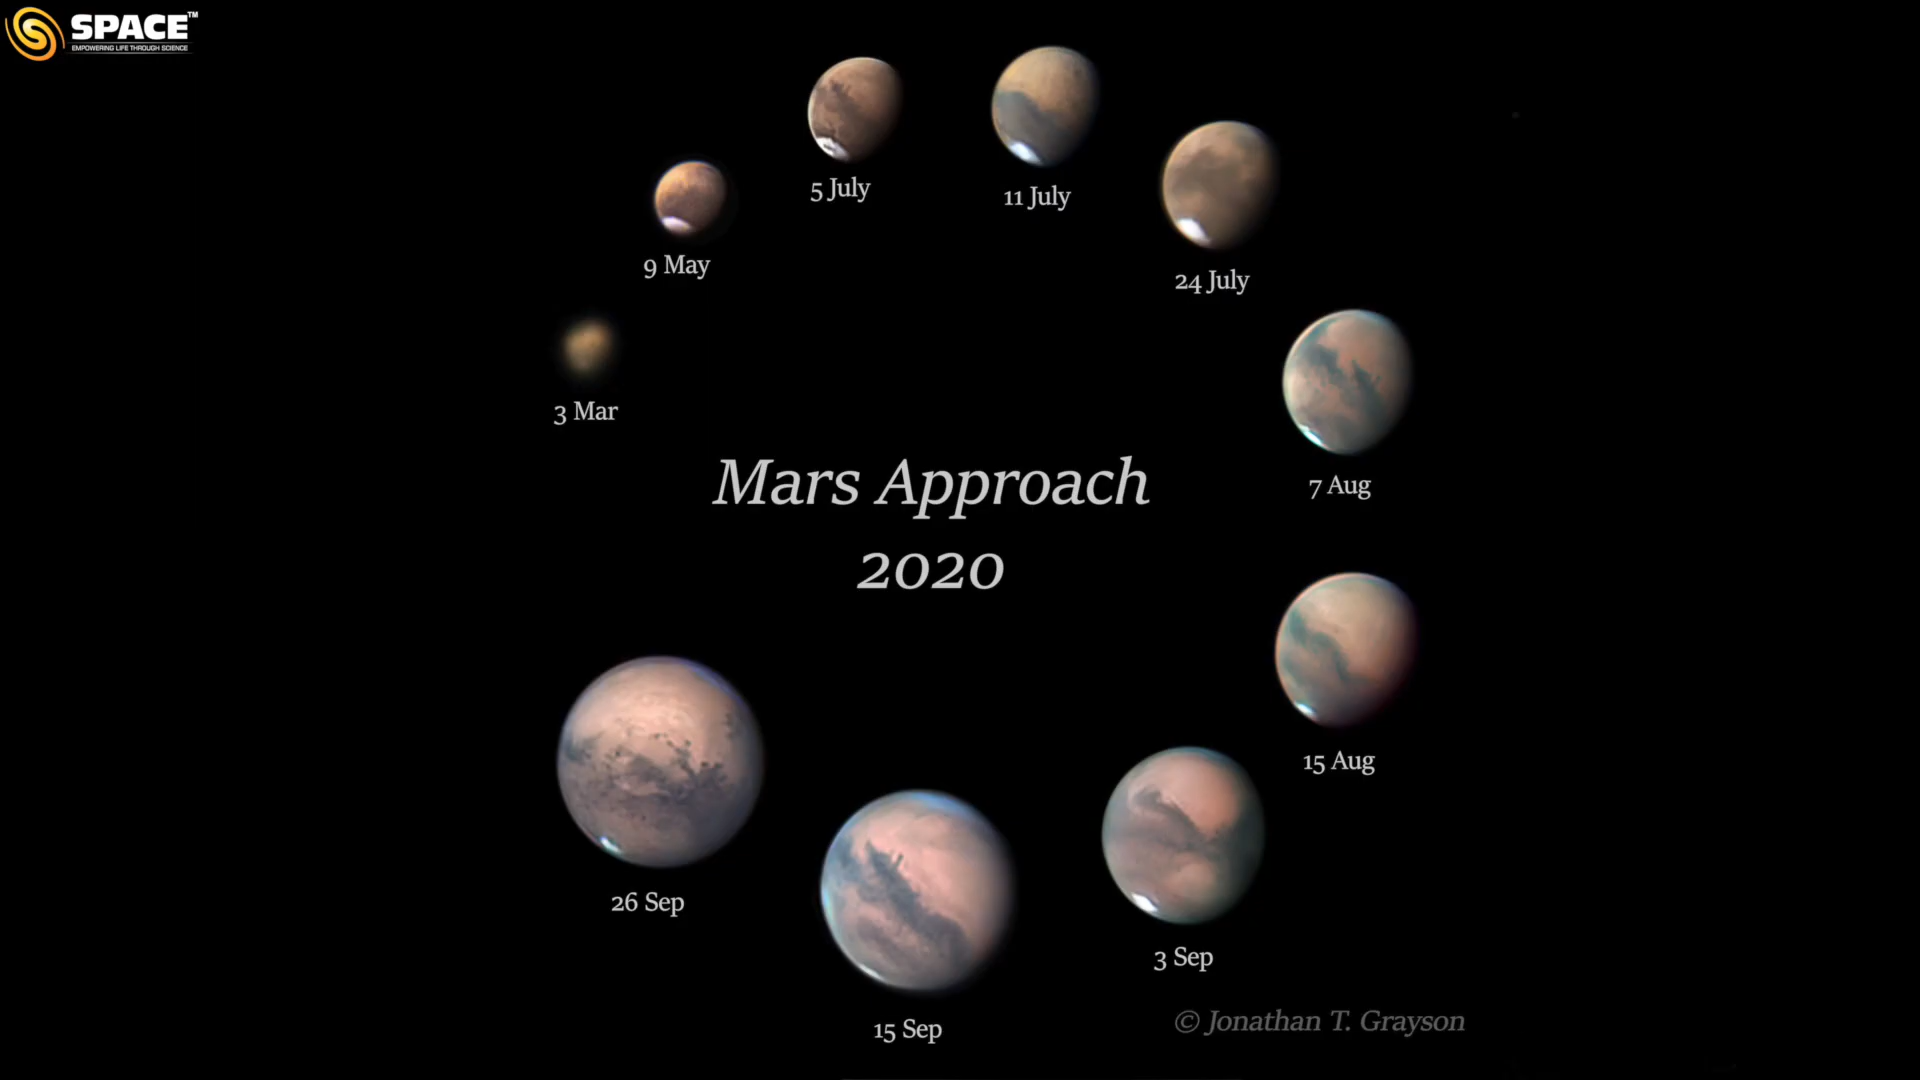 SPACE™
EMPOWERING LIFE THROUGH SCIENCE
5 July
11 July
9 May
24 July
3 Mar
7 Aug
Mars Approach
2020
15 Aug
26 Sep
3 Sep
15 Sep
© Jonathan T. Grayson